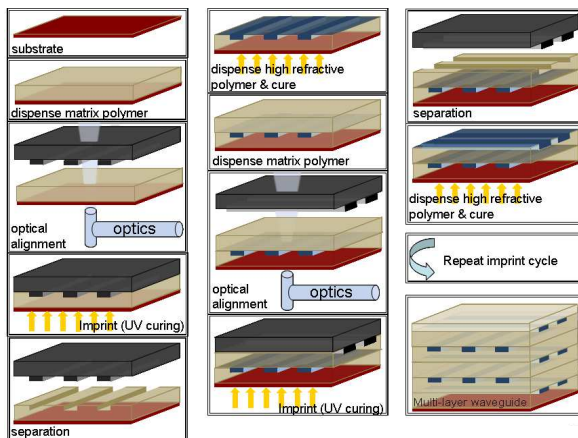 substrate
dispense matrix polymer
optical
alignment
optics
Imprint (UV curing)
separation
dispense high refractive
polymer & cure
dispense matrix polymer
optical
alignment
optics
Imprint (UV curing)
separation
dispense high refractive
polymer & cure
Repeat imprint cycle
Multi-layer waveguide